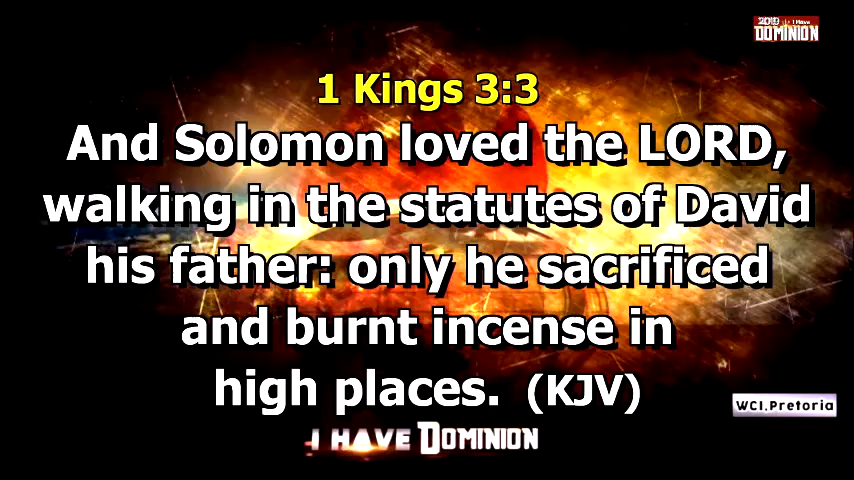 2019 I Have
DOMINION
1 Kings 3:3
And Solomon loved the LORD,
walking in the statutes of David
his father: only he sacrificed
and burnt incense in
high places. (KJV)
WCI.Pretoria
I HAVE DOMINION